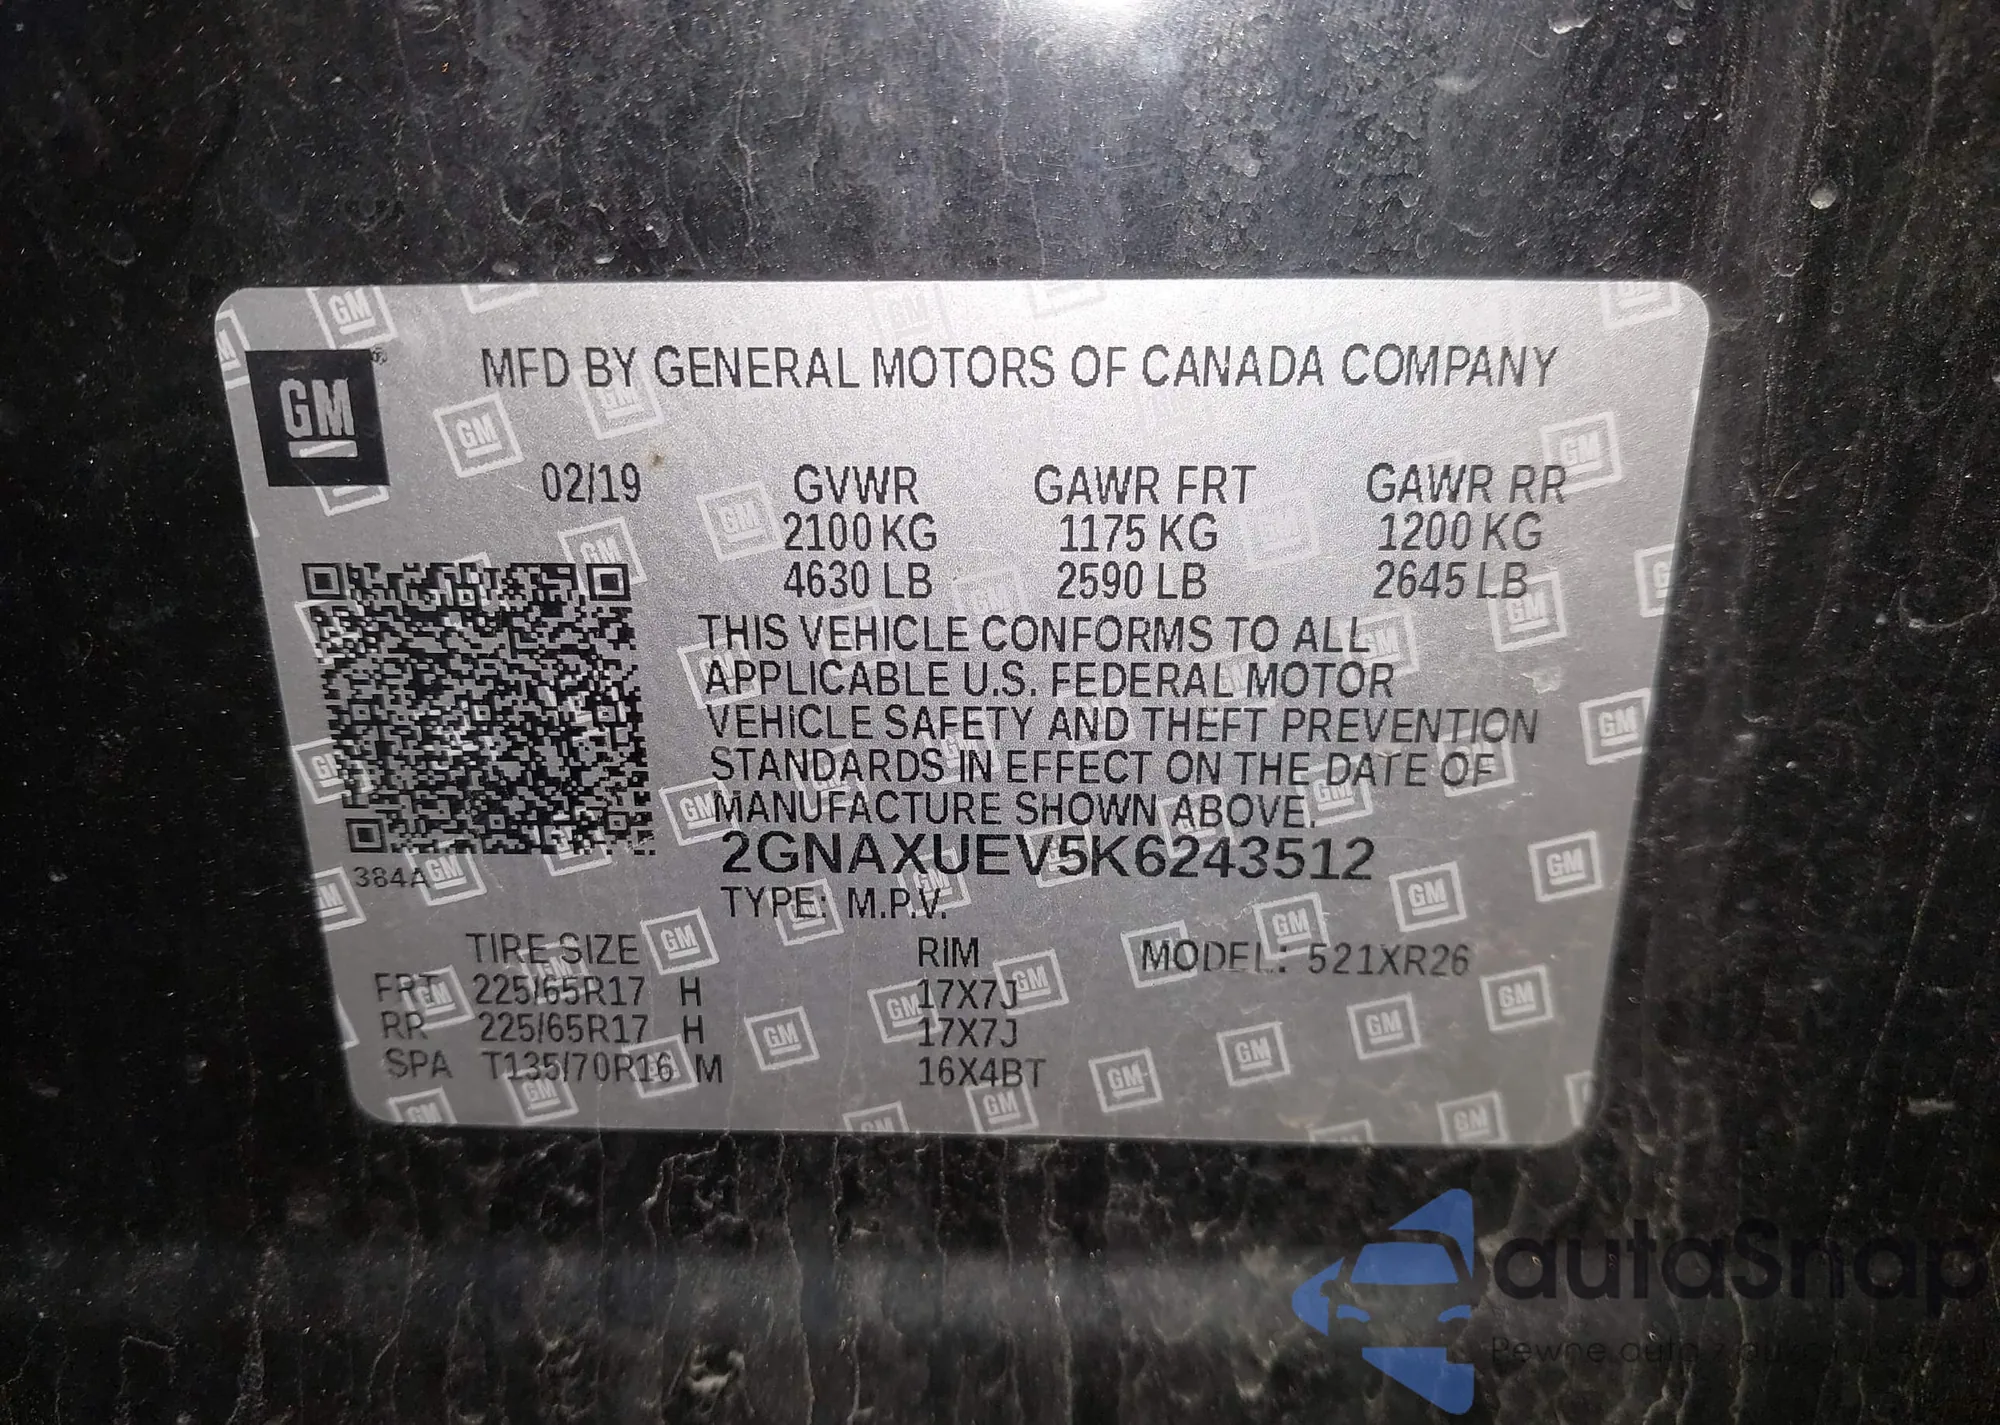 GM
MFD BY GENERAL MOTORS OF CANADA COMPANY
02/19 GVWR GAWR FRT GAWR RR
2100 KG 1175 KG 1200 KG
4630 LB 2590 LB 2645 LB
THIS VEHICLE CONFORMS TO ALL
APPLICABLE U.S. FEDERAL MOTOR
VEHICLE SAFETY AND THEFT PREVENTION
STANDARDS IN EFFECT ON THE DATE OF
MANUFACTURE SHOWN ABOVE.
2GNAXUEV5K6243512
384A
TYPE: M.P.V.
TIRE SIZE RIM MODEL: 521XR26
FRT 225/65R17 H 17X7J
RR 225/65R17 H 17X7J
SPA T135/70R16 M 16X4BT
autaSnap
Pewne auto z